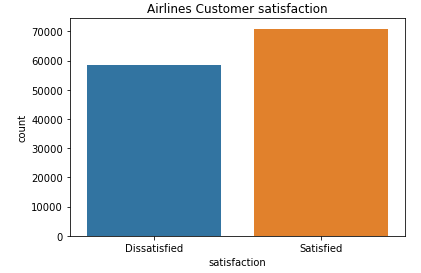 Airlines Customer satisfaction
70000
60000
50000
40000
30000
20000
10000
0
count
Dissatisfied Satisfied
satisfaction